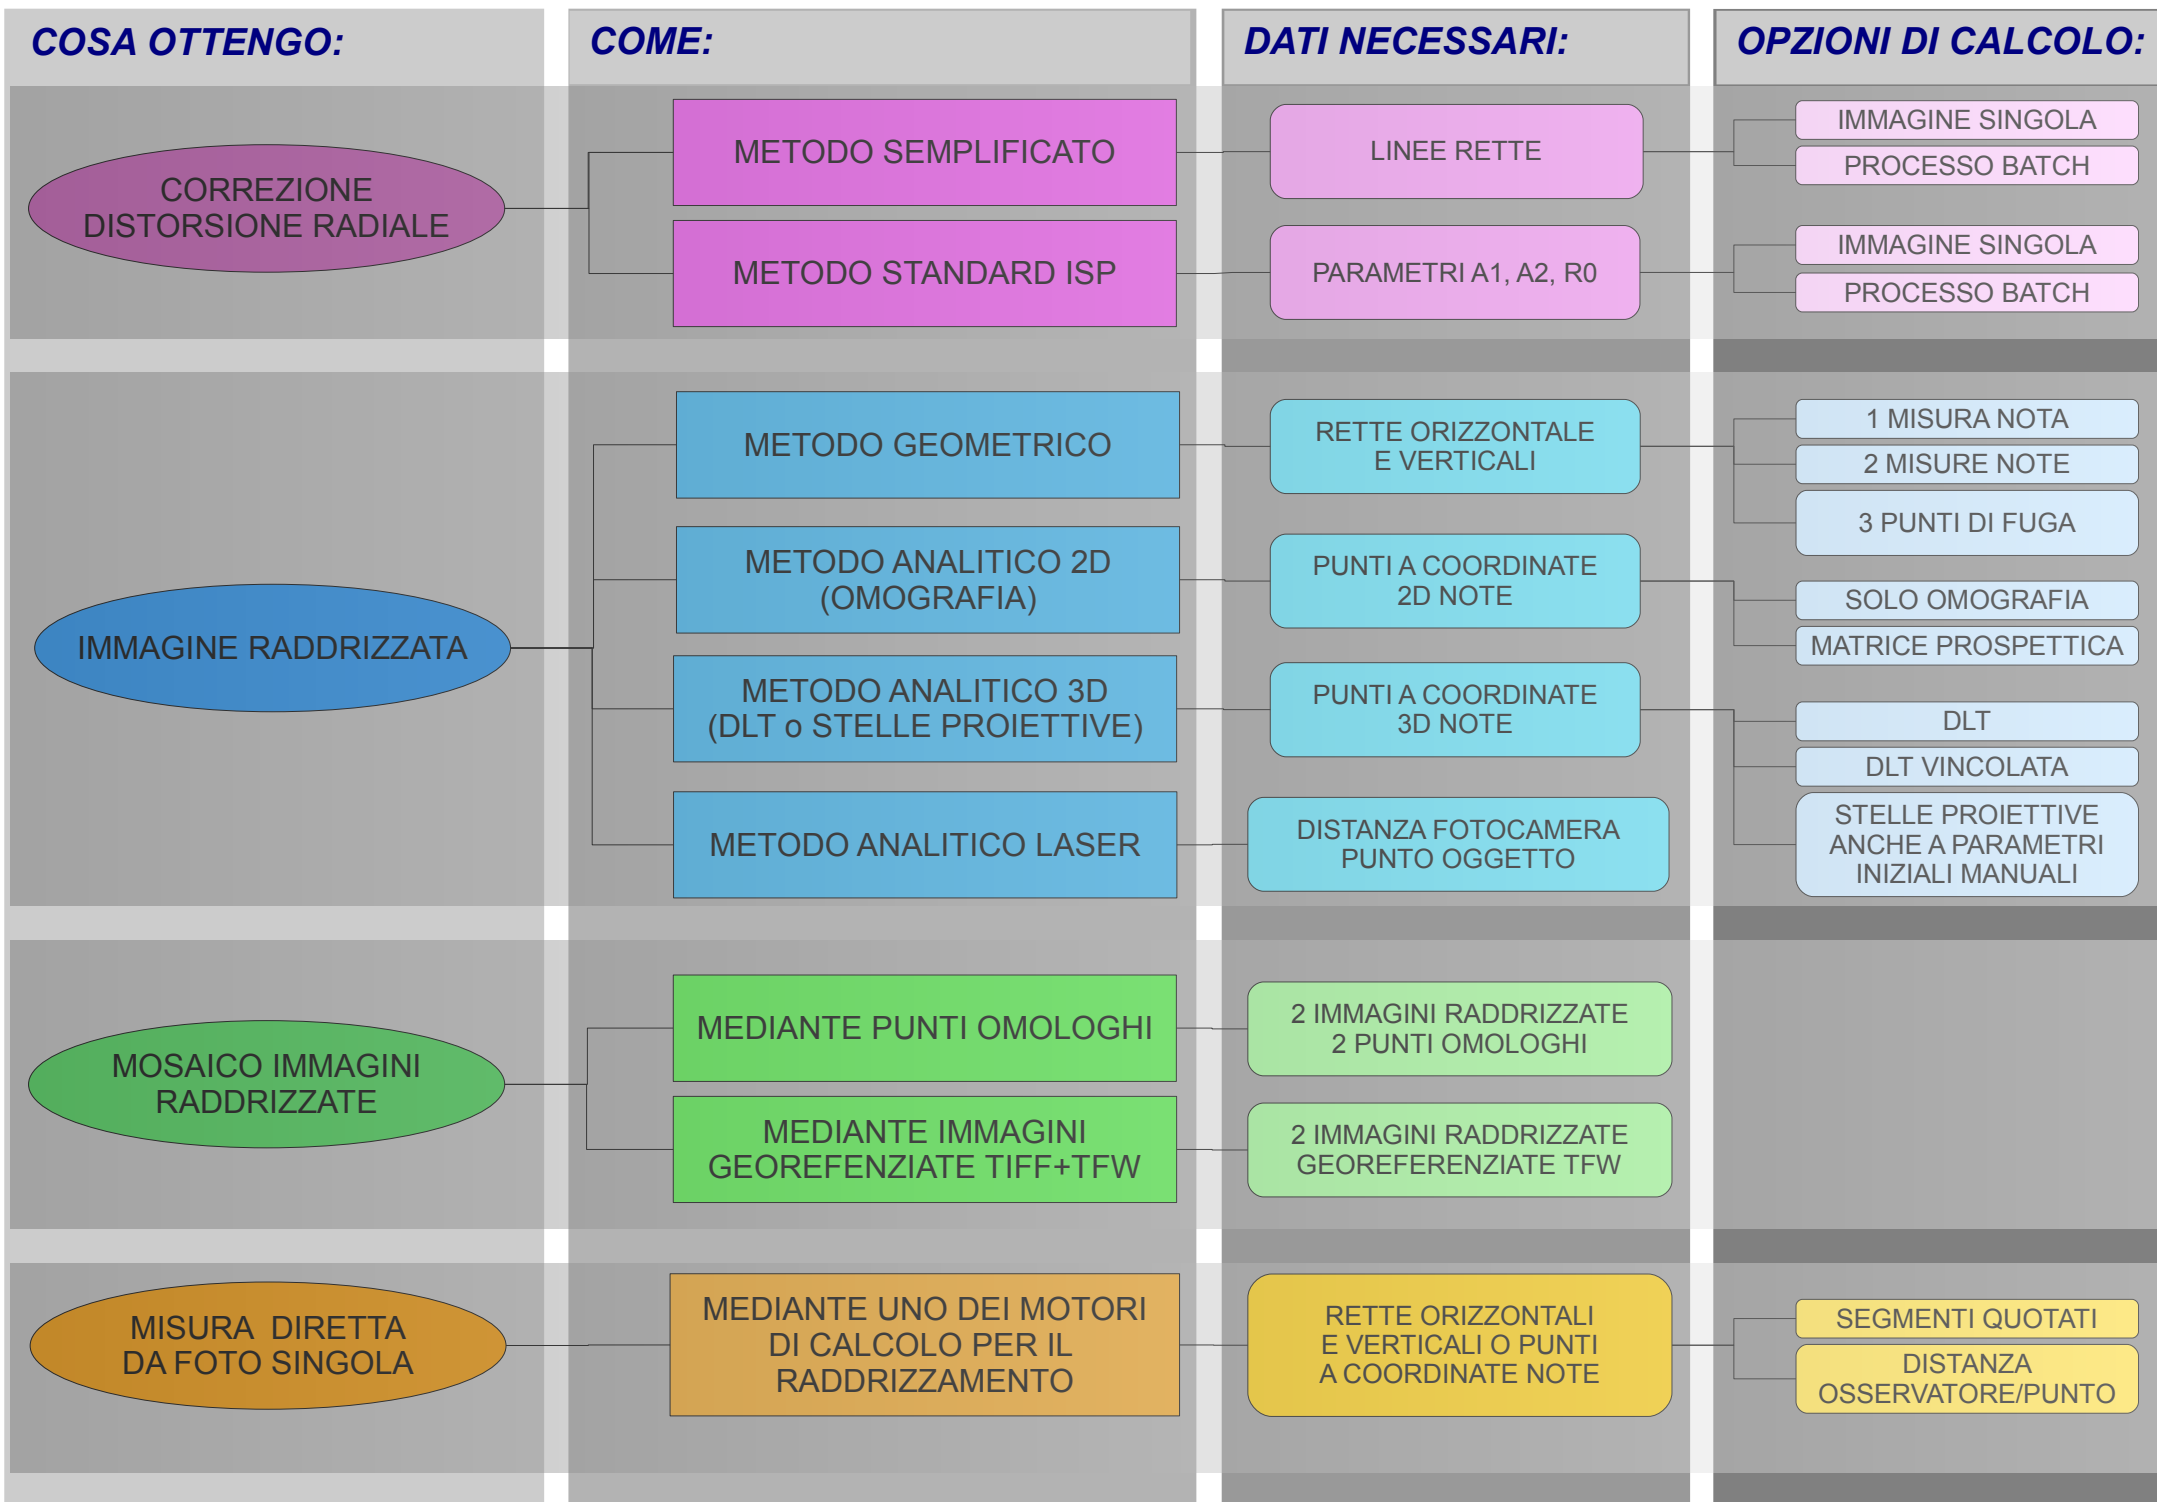 COSA OTTENGO:
COME:
DATI NECESSARI:
OPZIONI DI CALCOLO:
CORREZIONE
DISTORSIONE RADIALE
METODO SEMPLIFICATO
LINEE RETTE
IMMAGINE SINGOLA
PROCESSO BATCH
METODO STANDARD ISP
PARAMETRI A1, A2, R0
IMMAGINE SINGOLA
PROCESSO BATCH
IMMAGINE RADDRIZZATA
METODO GEOMETRICO
RETTE ORIZZONTALE
E VERTICALI
1 MISURA NOTA
2 MISURE NOTE
3 PUNTI DI FUGA
METODO ANALITICO 2D
(OMOGRAFIA)
PUNTI A COORDINATE
2D NOTE
SOLO OMOGRAFIA
MATRICE PROSPETTICA
METODO ANALITICO 3D
(DLT o STELLE PROIETTIVE)
PUNTI A COORDINATE
3D NOTE
DLT
DLT VINCOLATA
STELLE PROIETTIVE
ANCHE A PARAMETRI
INIZIALI MANUALI
METODO ANALITICO LASER
DISTANZA FOTOCAMERA
PUNTO OGGETTO
MOSAICO IMMAGINI
RADDRIZZATE
MEDIANTE PUNTI OMOLOGHI
2 IMMAGINI RADDRIZZATE
2 PUNTI OMOLOGHI
MEDIANTE IMMAGINI
GEOREFENZIATE TIFF+TFW
2 IMMAGINI RADDRIZZATE
GEOREFERENZIATE TFW
MISURA DIRETTA
DA FOTO SINGOLA
MEDIANTE UNO DEI MOTORI
DI CALCOLO PER IL
RADDRIZZAMENTO
RETTE ORIZZONTALI
E VERTICALI O PUNTI
A COORDINATE NOTE
SEGMENTI QUOTATI
DISTANZA
OSSERVATORE/PUNTO